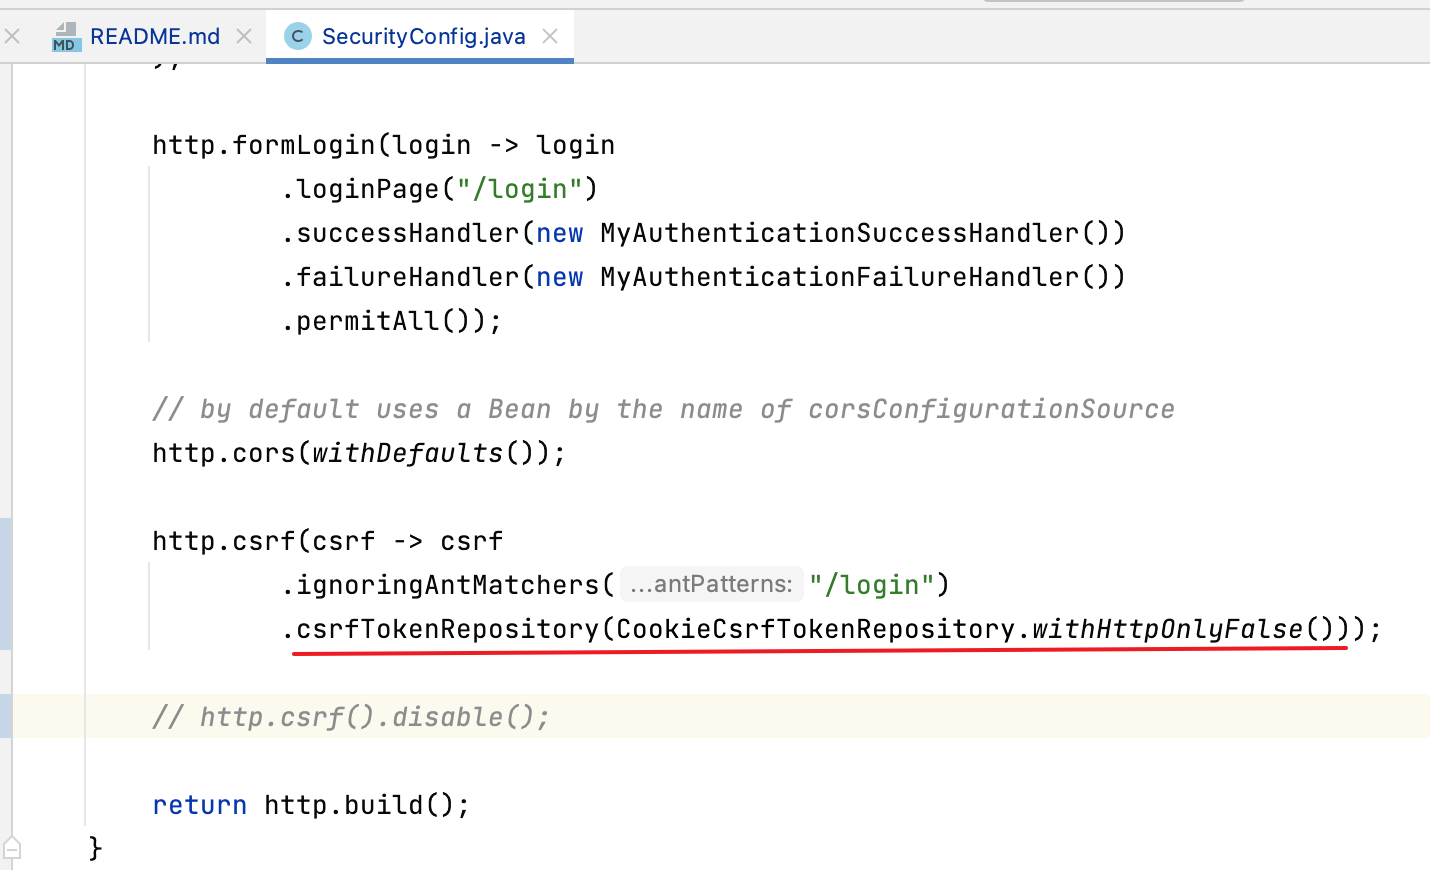 MD README.md C SecurityConfig.java
);
http.formLogin(login -> login
.loginPage("/login")
.successHandler(new MyAuthenticationSuccessHandler())
.failureHandler(new MyAuthenticationFailureHandler())
.permitAll());
// by default uses a Bean by the name of corsConfigurationSource
http.cors(withDefaults());
http.csrf(csrf -> csrf
.ignoringAntMatchers( ...antPatterns: "/login")
.csrfTokenRepository(CookieCsrfTokenRepository.withHttpOnlyFalse()));
// http.csrf().disable();
return http.build();
}